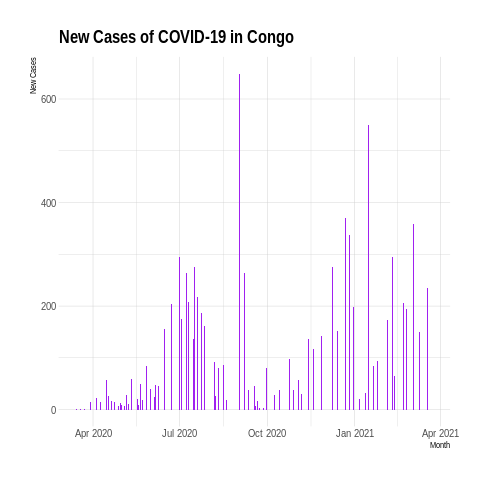 New Cases of COVID-19 in Congo
New Cases
600
400
200
0
Apr 2020
Jul 2020
Oct 2020
Jan 2021
Apr 2021
Month